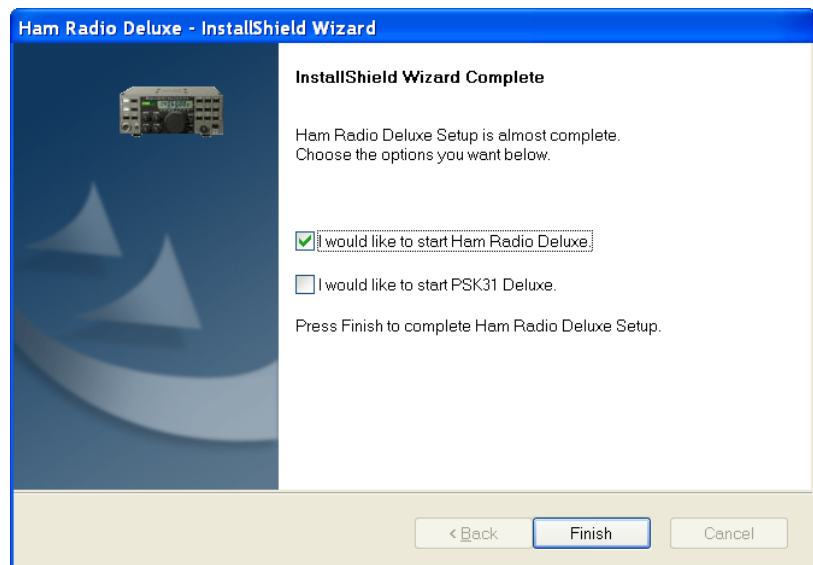 Ham Radio Deluxe - InstallShield Wizard
InstallShield Wizard Complete
Ham Radio Deluxe Setup is almost complete.
Choose the options you want below.
I would like to start Ham Radio Deluxe.
I would like to start PSK31 Deluxe.
Press Finish to complete Ham Radio Deluxe Setup.
< Back
Finish
Cancel